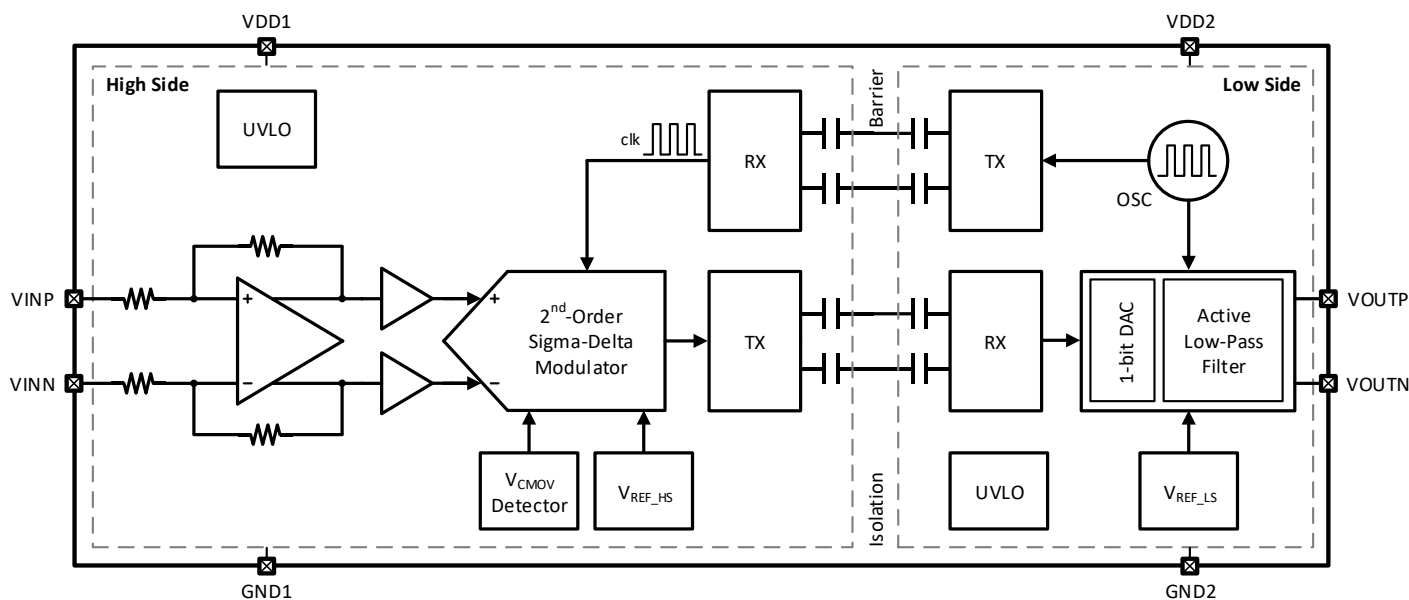 VDD1
VDD2
High Side
Low Side
UVLO
clk
RX
Barrier
TX
OSC
VINP
VINN
+
−
+
−
2nd-Order
Sigma-Delta
Modulator
TX
RX
1-bit DAC
Active
Low-Pass
Filter
VOUTP
VOUTN
VCMOV
Detector
VREF_HS
Isolation
UVLO
VREF_LS
GND1
GND2